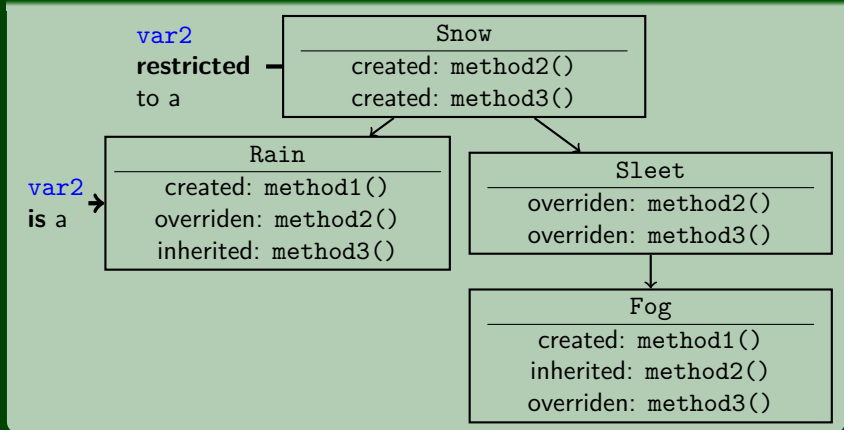 var2
restricted
to a
Snow
created: method2()
created: method3()
var2
is a
Rain
created: method1()
overriden: method2()
inherited: method3()
Sleet
overriden: method2()
overriden: method3()
Fog
created: method1()
inherited: method2()
overriden: method3()